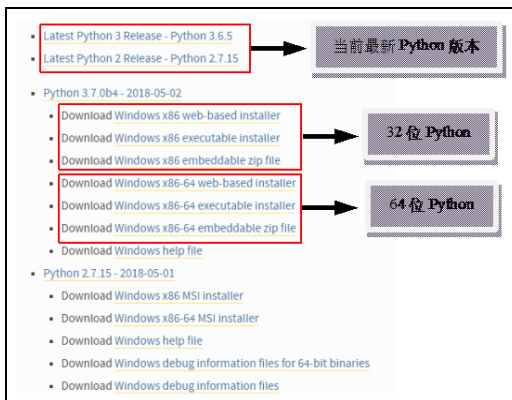 Latest Python 3 Release - Python 3.6.5
Latest Python 2 Release - Python 2.7.15
当前最新 Python 版本
Python 3.7.0b4 - 2018-05-02
Download Windows x86 web-based installer
Download Windows x86 executable installer
Download Windows x86 embeddable zip file
32 位 Python
Download Windows x86-64 web-based installer
Download Windows x86-64 executable installer
Download Windows x86-64 embeddable zip file
64 位 Python
Download Windows help file
Python 2.7.15 - 2018-05-01
Download Windows x86 MSI installer
Download Windows x86-64 MSI installer
Download Windows help file
Download Windows debug information files for 64-bit binaries
Download Windows debug information files